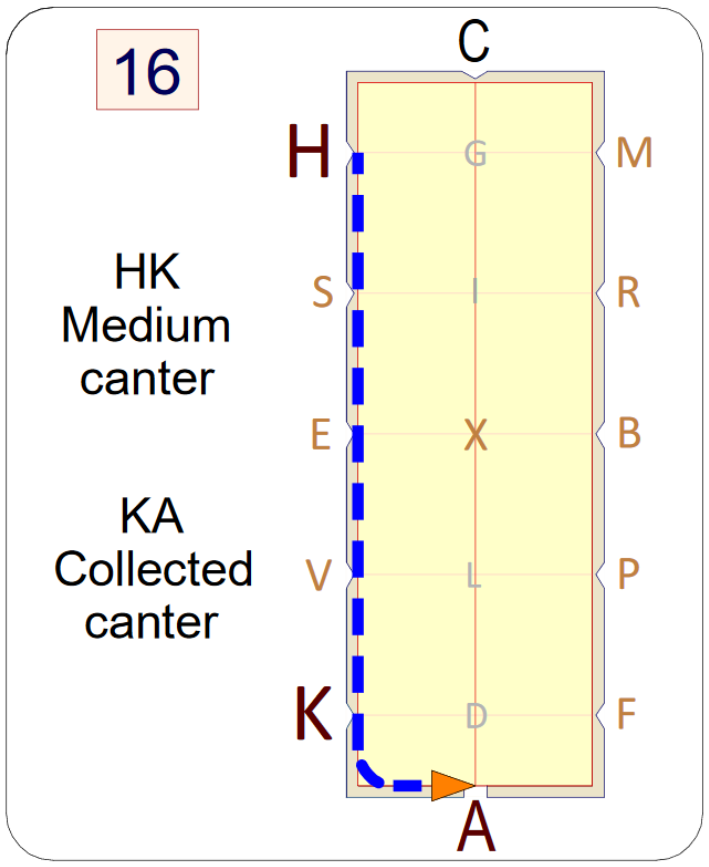 16
C
H G M
HK
Medium
canter
S I R
E X B
KA
Collected
canter
V L P
K D F
A